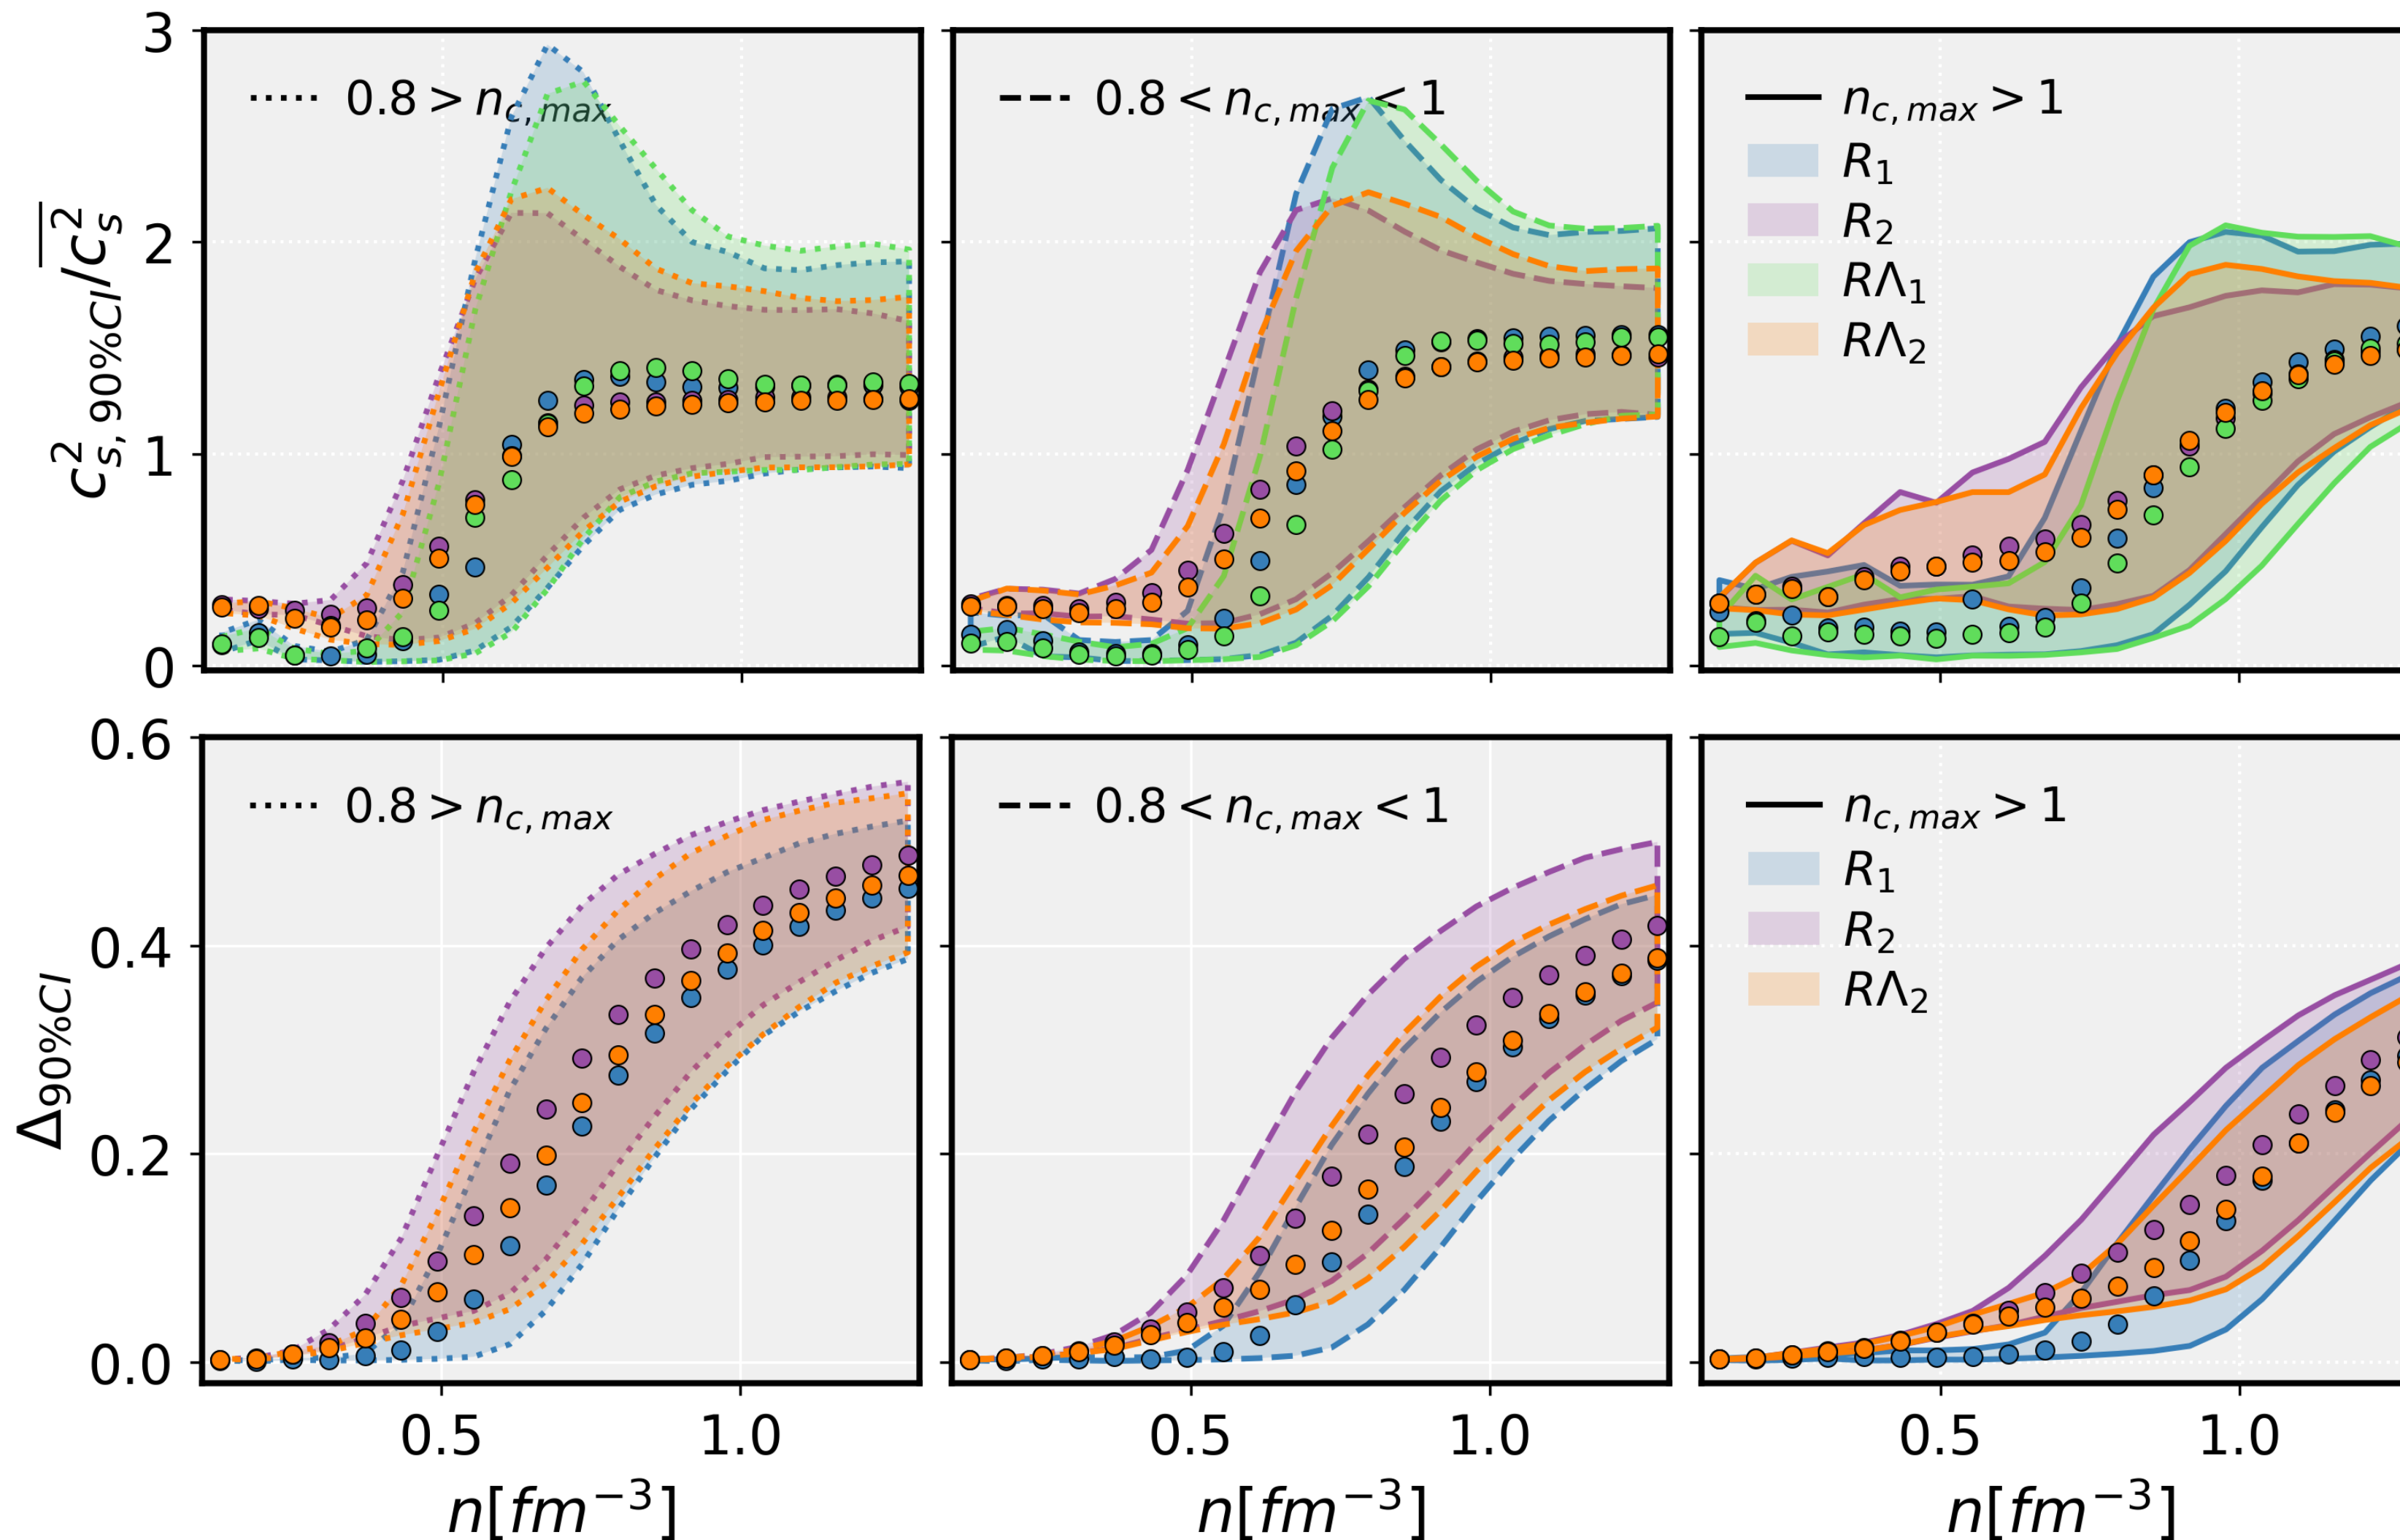 3
2
1
0
c²s, 90%CI/c̅²s̅
0.8 > nc, max
0.8 < nc, max < 1
nc, max > 1
R₁
R₂
RΛ₁
RΛ₂
0.6
0.4
0.2
0.0
Δ90%CI
0.8 > nc, max
0.8 < nc, max < 1
nc, max > 1
R₁
R₂
RΛ₂
0.5 1.0
0.5 1.0
0.5 1.0
n[fm⁻³]
n[fm⁻³]
n[fm⁻³]